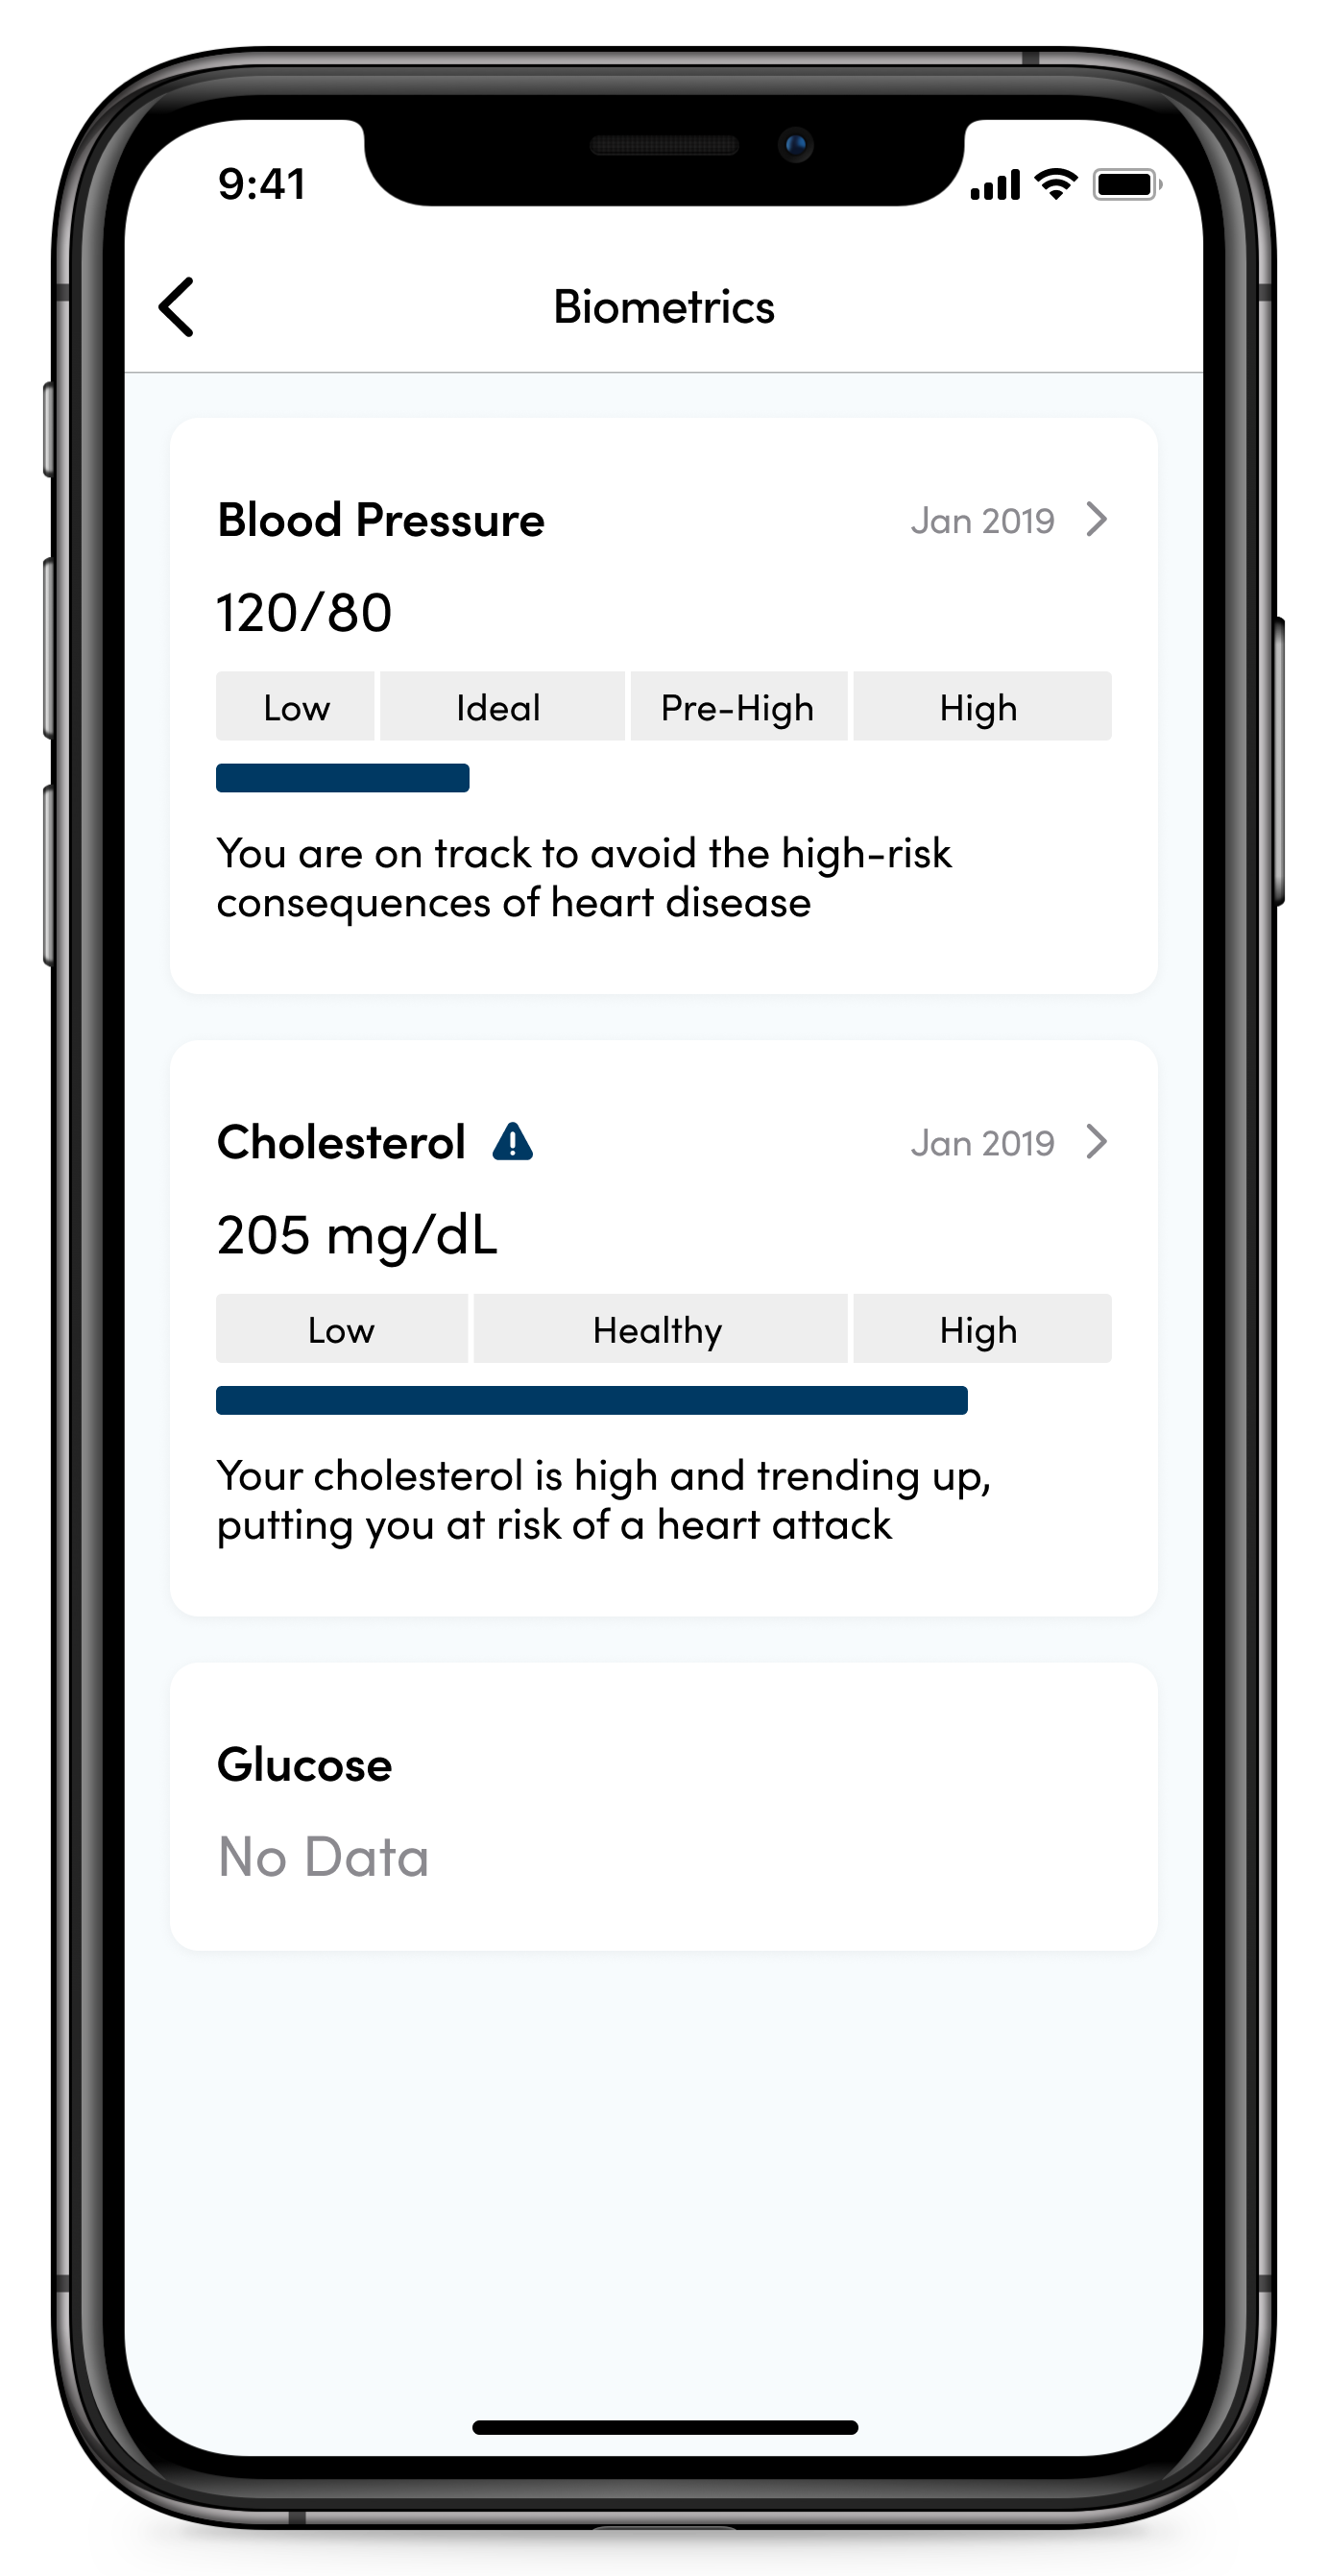 9:41
Biometrics
Blood Pressure Jan 2019
120/80
Low Ideal Pre-High High
You are on track to avoid the high-risk
consequences of heart disease
Cholesterol Jan 2019
205 mg/dL
Low Healthy High
Your cholesterol is high and trending up,
putting you at risk of a heart attack
Glucose
No Data